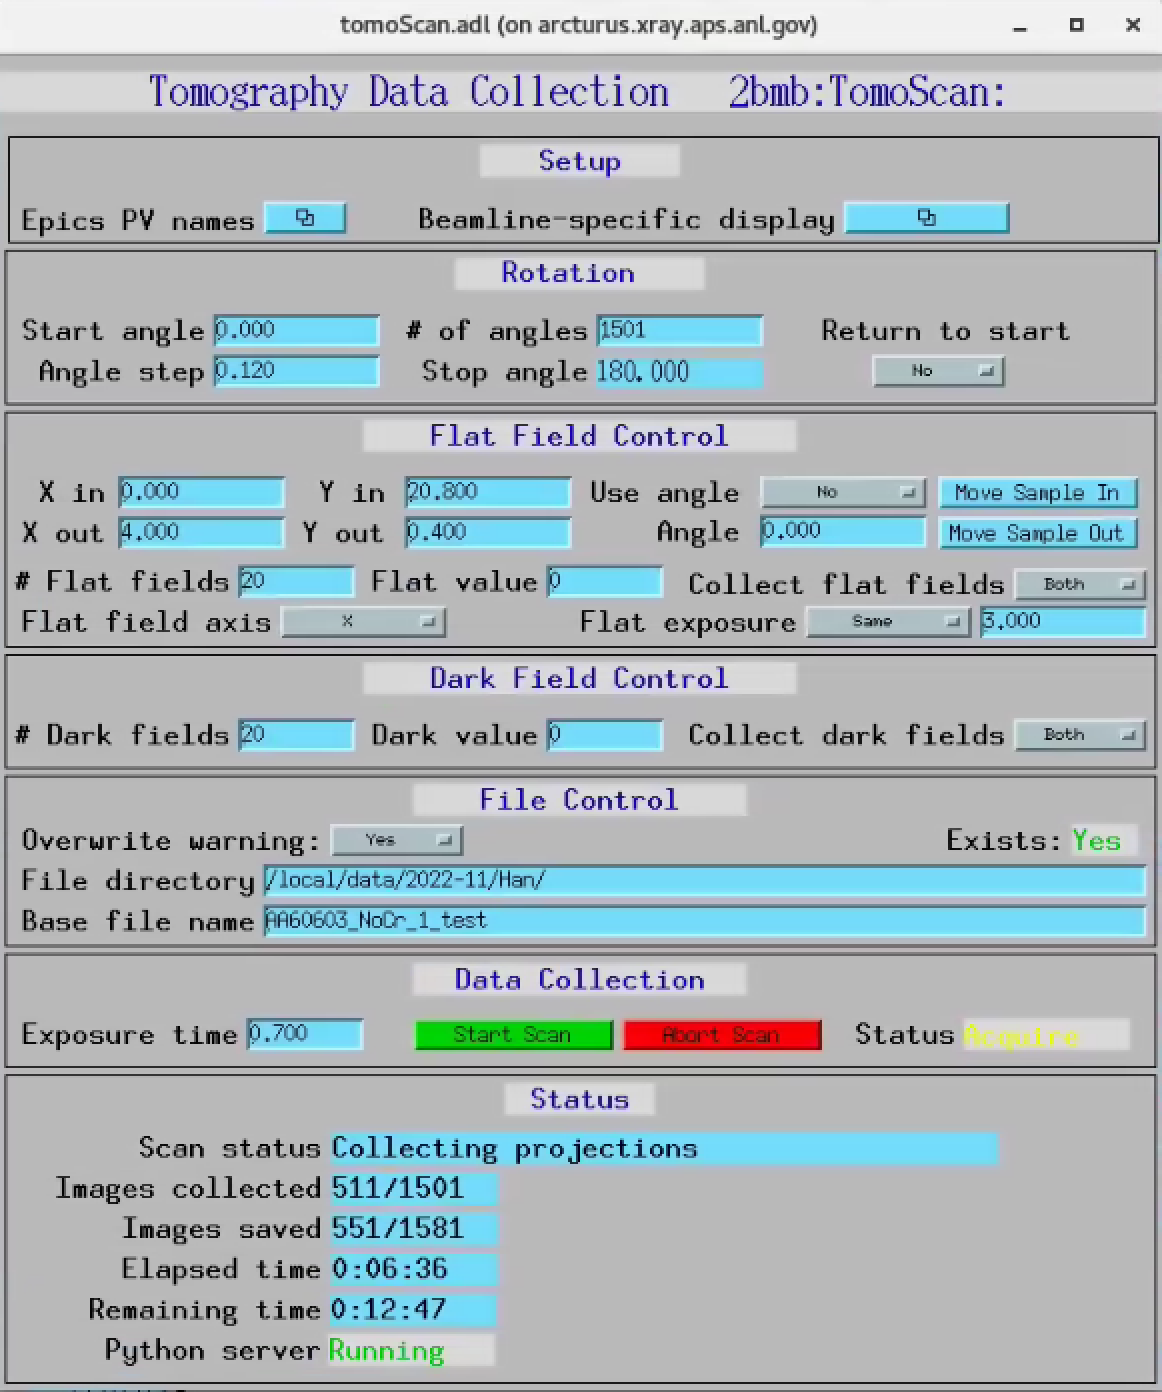 tomoScan.adl (on arcturus.xray.aps.anl.gov)
Tomography Data Collection 2bmb:TomoScan:
Setup
Epics PV names Beamline-specific display
Rotation
Start angle 0.000 # of angles 1501 Return to start
Angle step 0.120 Stop angle 180.000 No
Flat Field Control
X in 0.000 Y in 20.800 Use angle No Move Sample In
X out 4.000 Y out 0.400 Angle 0.000 Move Sample Out
# Flat fields 20 Flat value 0 Collect flat fields Both
Flat field axis X Flat exposure Same 3.000
Dark Field Control
# Dark fields 20 Dark value 0 Collect dark fields Both
File Control
Overwrite warning: Yes Exists: Yes
File directory /local/data/2022-11/Han/
Base file name AA60603_NoCr_1_test
Data Collection
Exposure time 0.700 Start Scan Abort Scan Status Acquire
Status
Scan status Collecting projections
Images collected 511/1501
Images saved 551/1581
Elapsed time 0:06:36
Remaining time 0:12:47
Python server Running